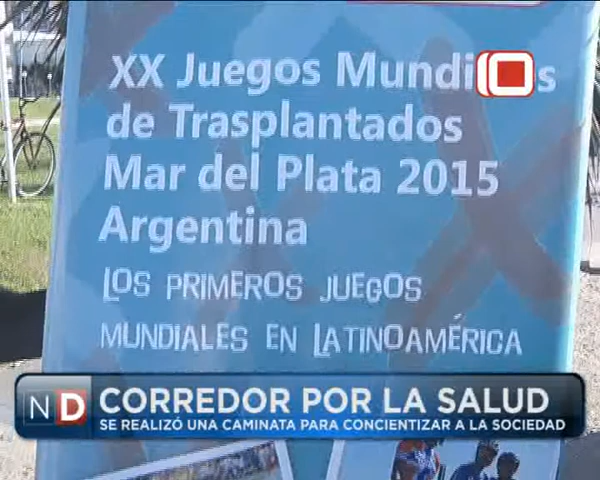 XX Juegos Mundi s
de Trasplantados
Mar del Plata 2015
Argentina
LOS PRIMEROS JUEGOS
MUNDIALES EN LATINOAMÉRICA
ND CORREDOR POR LA SALUD
SE REALIZÓ UNA CAMINATA PARA CONCIENTIZAR A LA SOCIEDAD